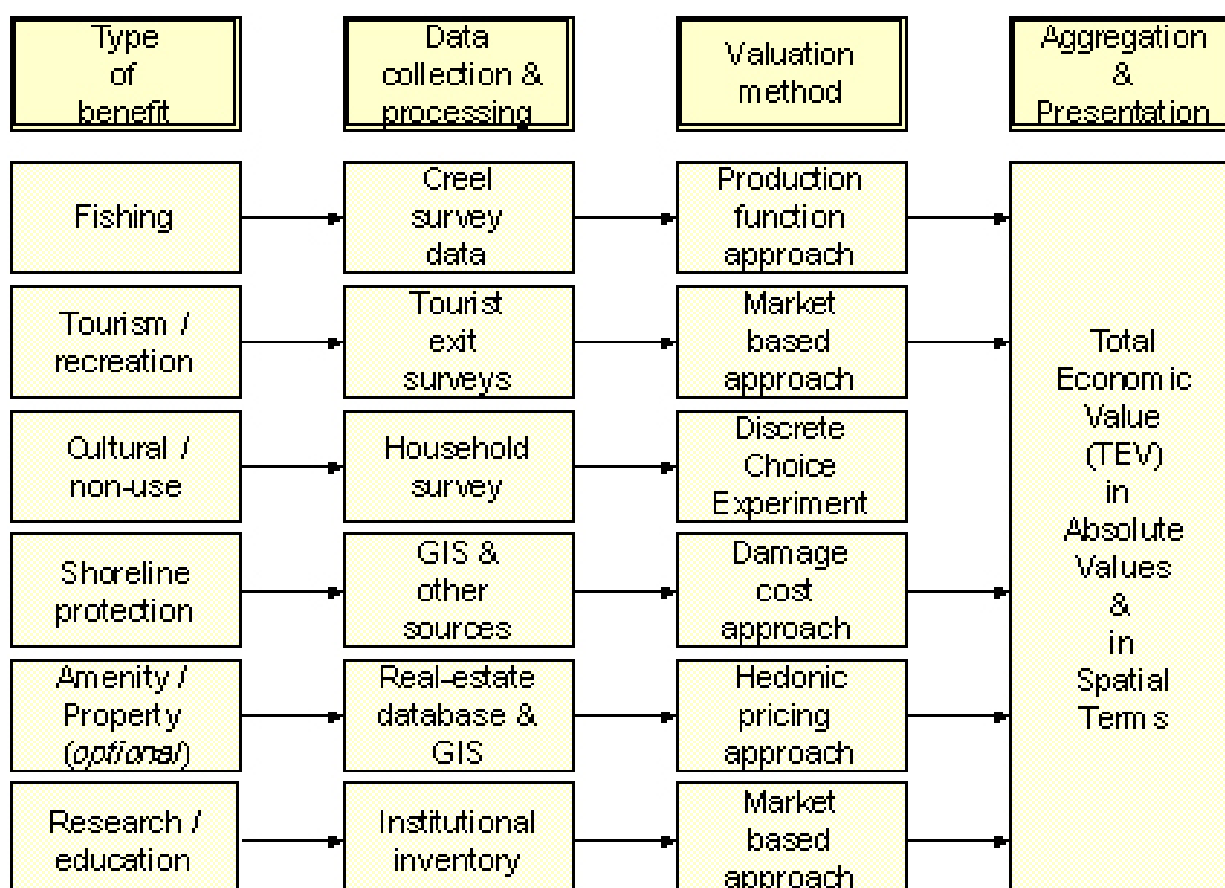 Type
of
benefit
Data
collection &
processing
Valuation
method
Aggregation
&
Presentation
Fishing
Creel
survey
data
Production
function
approach
Tourism /
recreation
Tourist
exit
surveys
Market
based
approach
Cultural /
non-use
Household
survey
Discrete
Choice
Experiment
Shoreline
protection
GIS &
other
sources
Damage
cost
approach
Amenity /
Property
(optional)
Real-estate
database &
GIS
Hedonic
pricing
approach
Research /
education
Institutional
inventory
Market
based
approach
Total
Economic
Value
(TEV)
in
Absolute
Values
&
in
Spatial
Terms